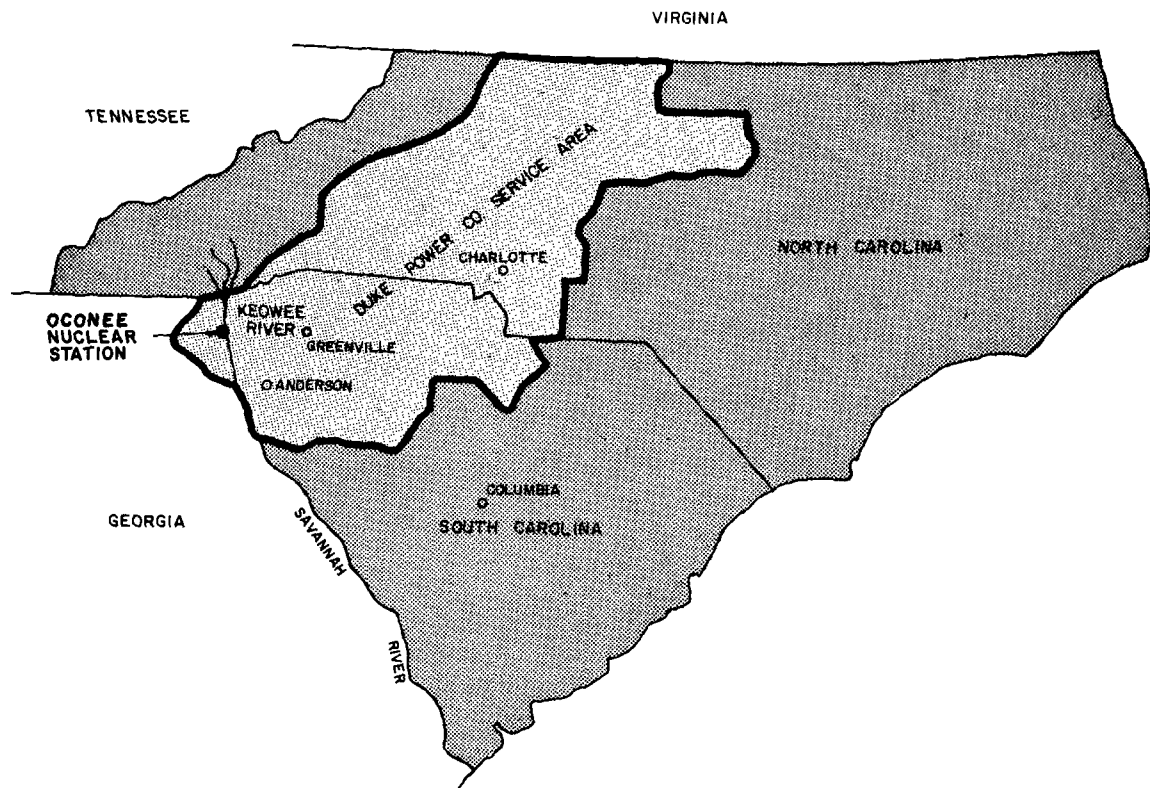 VIRGINIA
TENNESSEE
DUKE POWER CO SERVICE AREA
NORTH CAROLINA
CHARLOTTE
KEOWEE
RIVER
OCONEE
NUCLEAR
STATION
GREENVILLE
ANDERSON
COLUMBIA
SOUTH CAROLINA
GEORGIA
SAVANNAH
RIVER